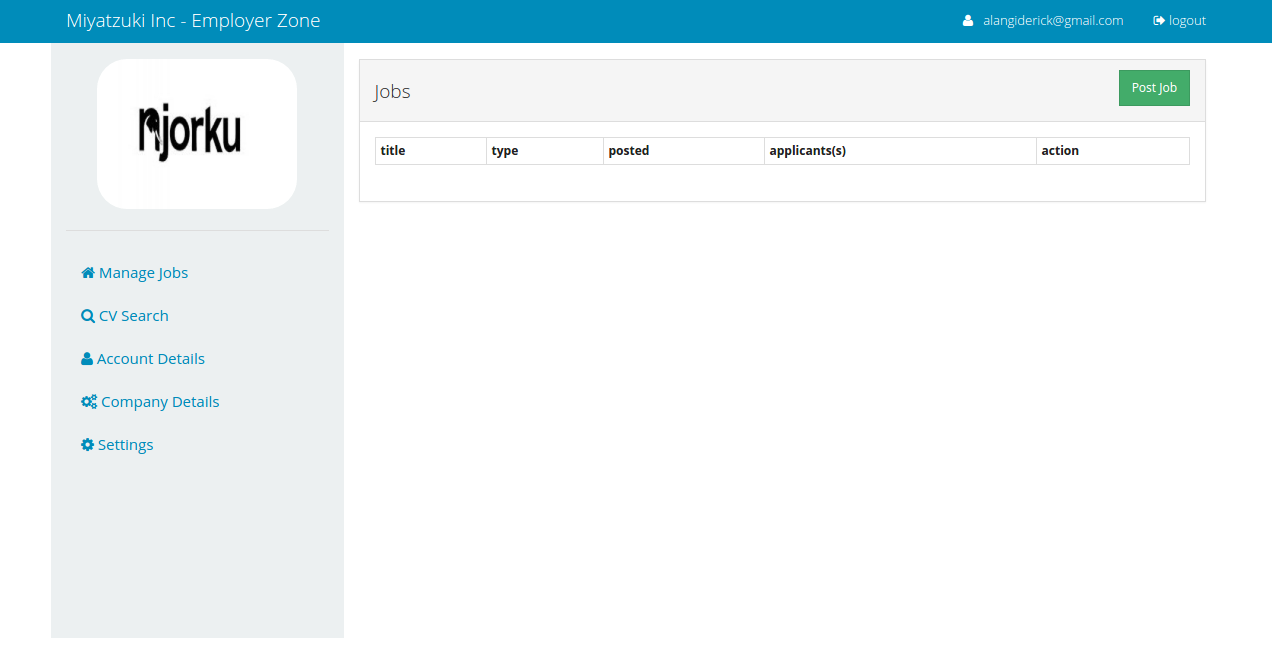 Miyatzuki Inc - Employer Zone
alangiderick@gmail.com
logout
njorku
Manage Jobs
CV Search
Account Details
Company Details
Settings
Jobs
Post Job
title type posted applicants(s) action